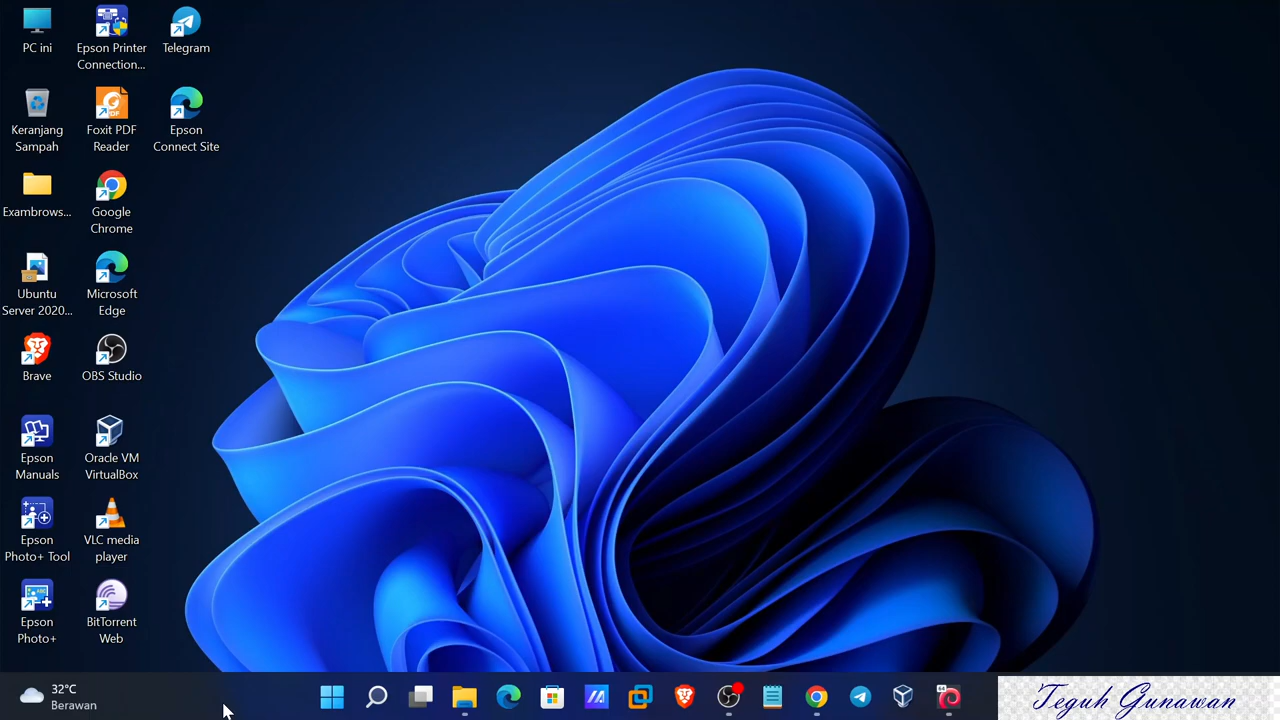 PC ini
Epson Printer
Connection...
Telegram
Keranjang
Sampah
Foxit PDF
Reader
Epson
Connect Site
Exambrows...
Google
Chrome
Ubuntu
Server 2020...
Microsoft
Edge
Brave
OBS Studio
Epson
Manuals
Oracle VM
VirtualBox
Epson
Photo+ Tool
VLC media
player
Epson
Photo+
BitTorrent
Web
32°C
Berawan
Teguh Gunawan